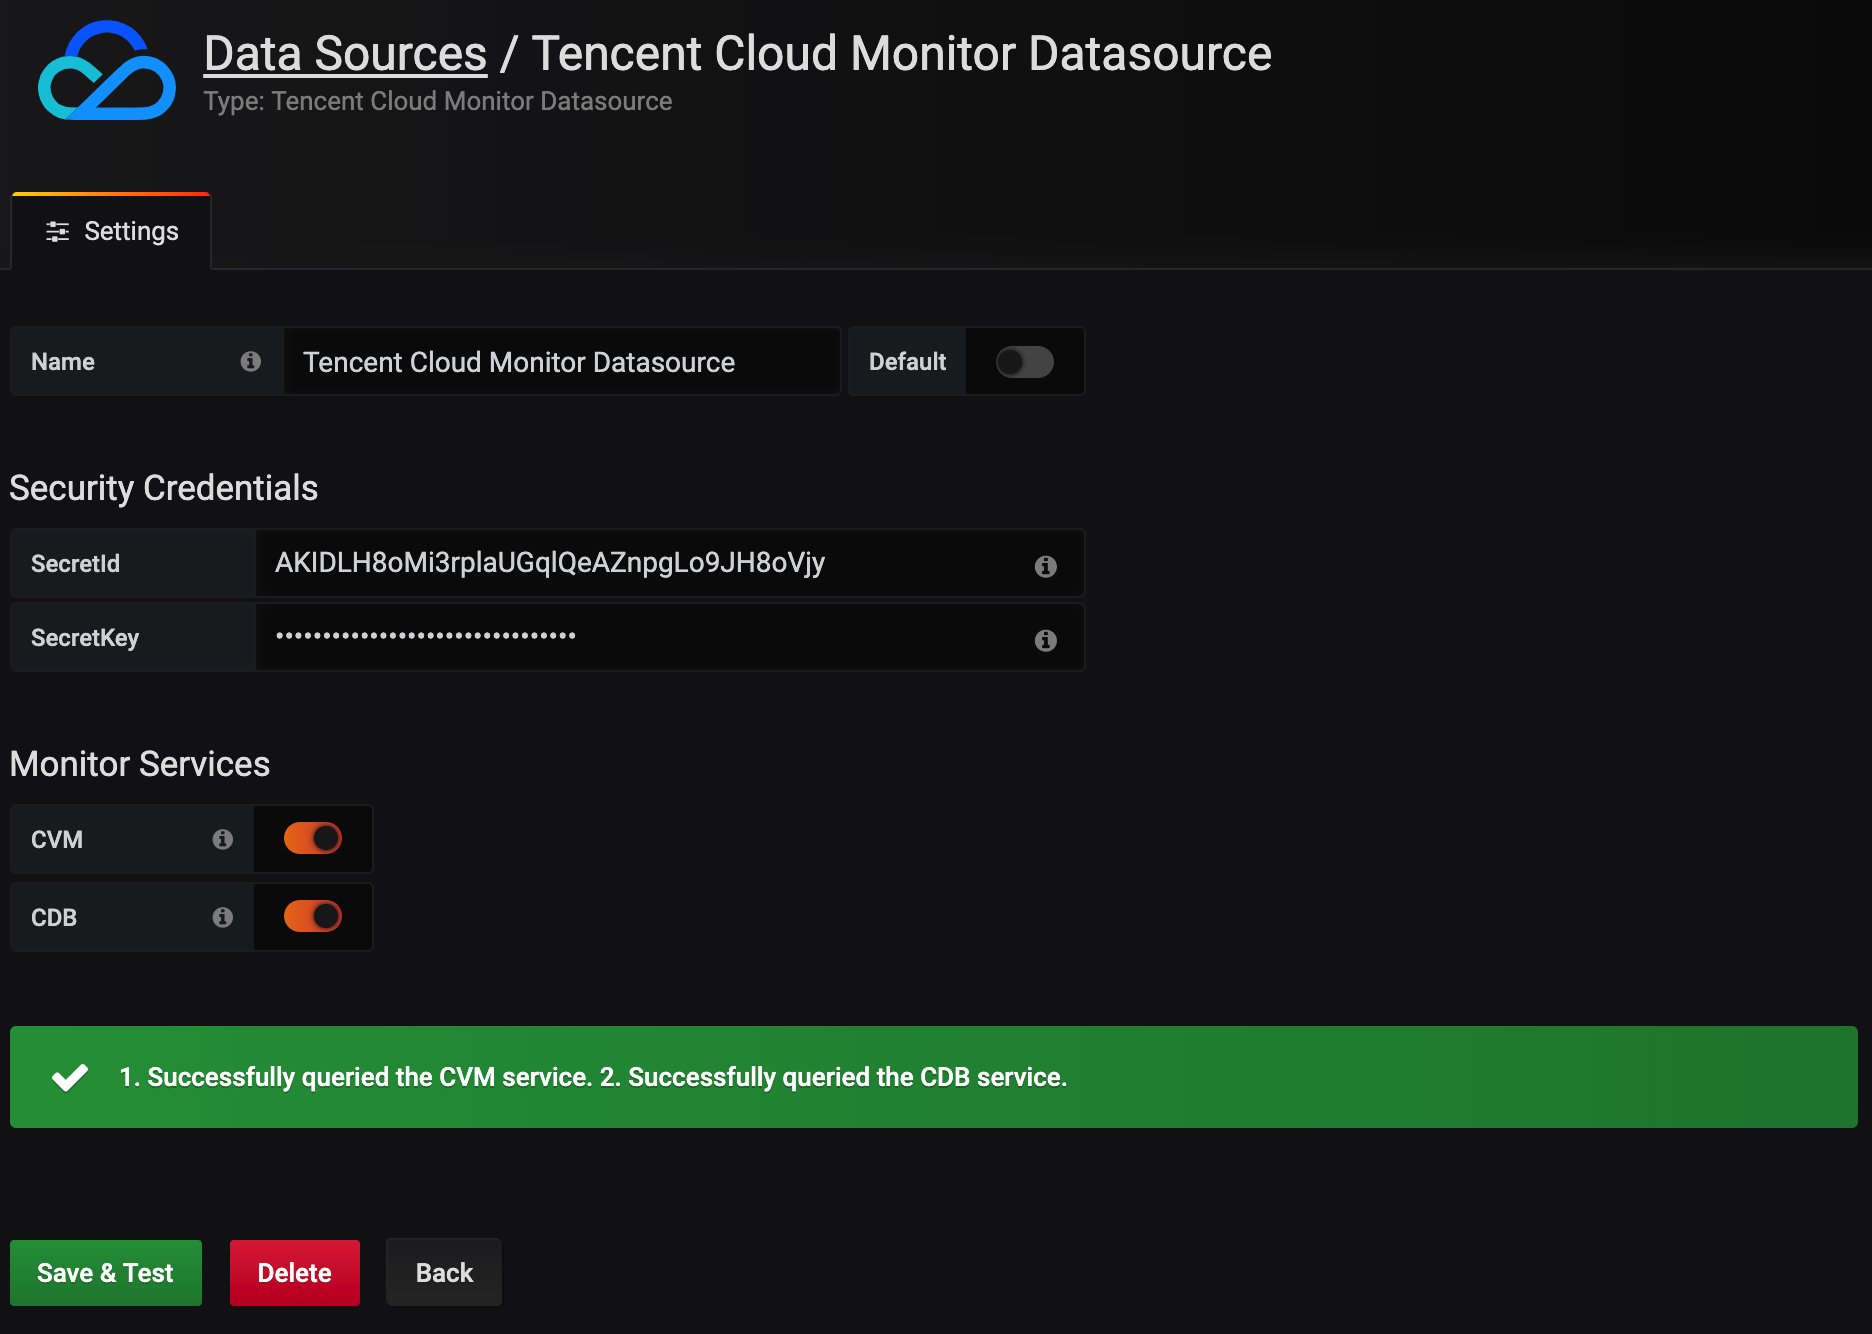 Data Sources / Tencent Cloud Monitor Datasource
Type: Tencent Cloud Monitor Datasource
Settings
Name Tencent Cloud Monitor Datasource Default
Security Credentials
SecretId AKIDLH8oMi3rplaUGqlQeAZnpgLo9JH8oVjy
SecretKey ••••••••••••••••••••••••••••••••
Monitor Services
CVM
CDB
1. Successfully queried the CVM service. 2. Successfully queried the CDB service.
Save & Test Delete Back